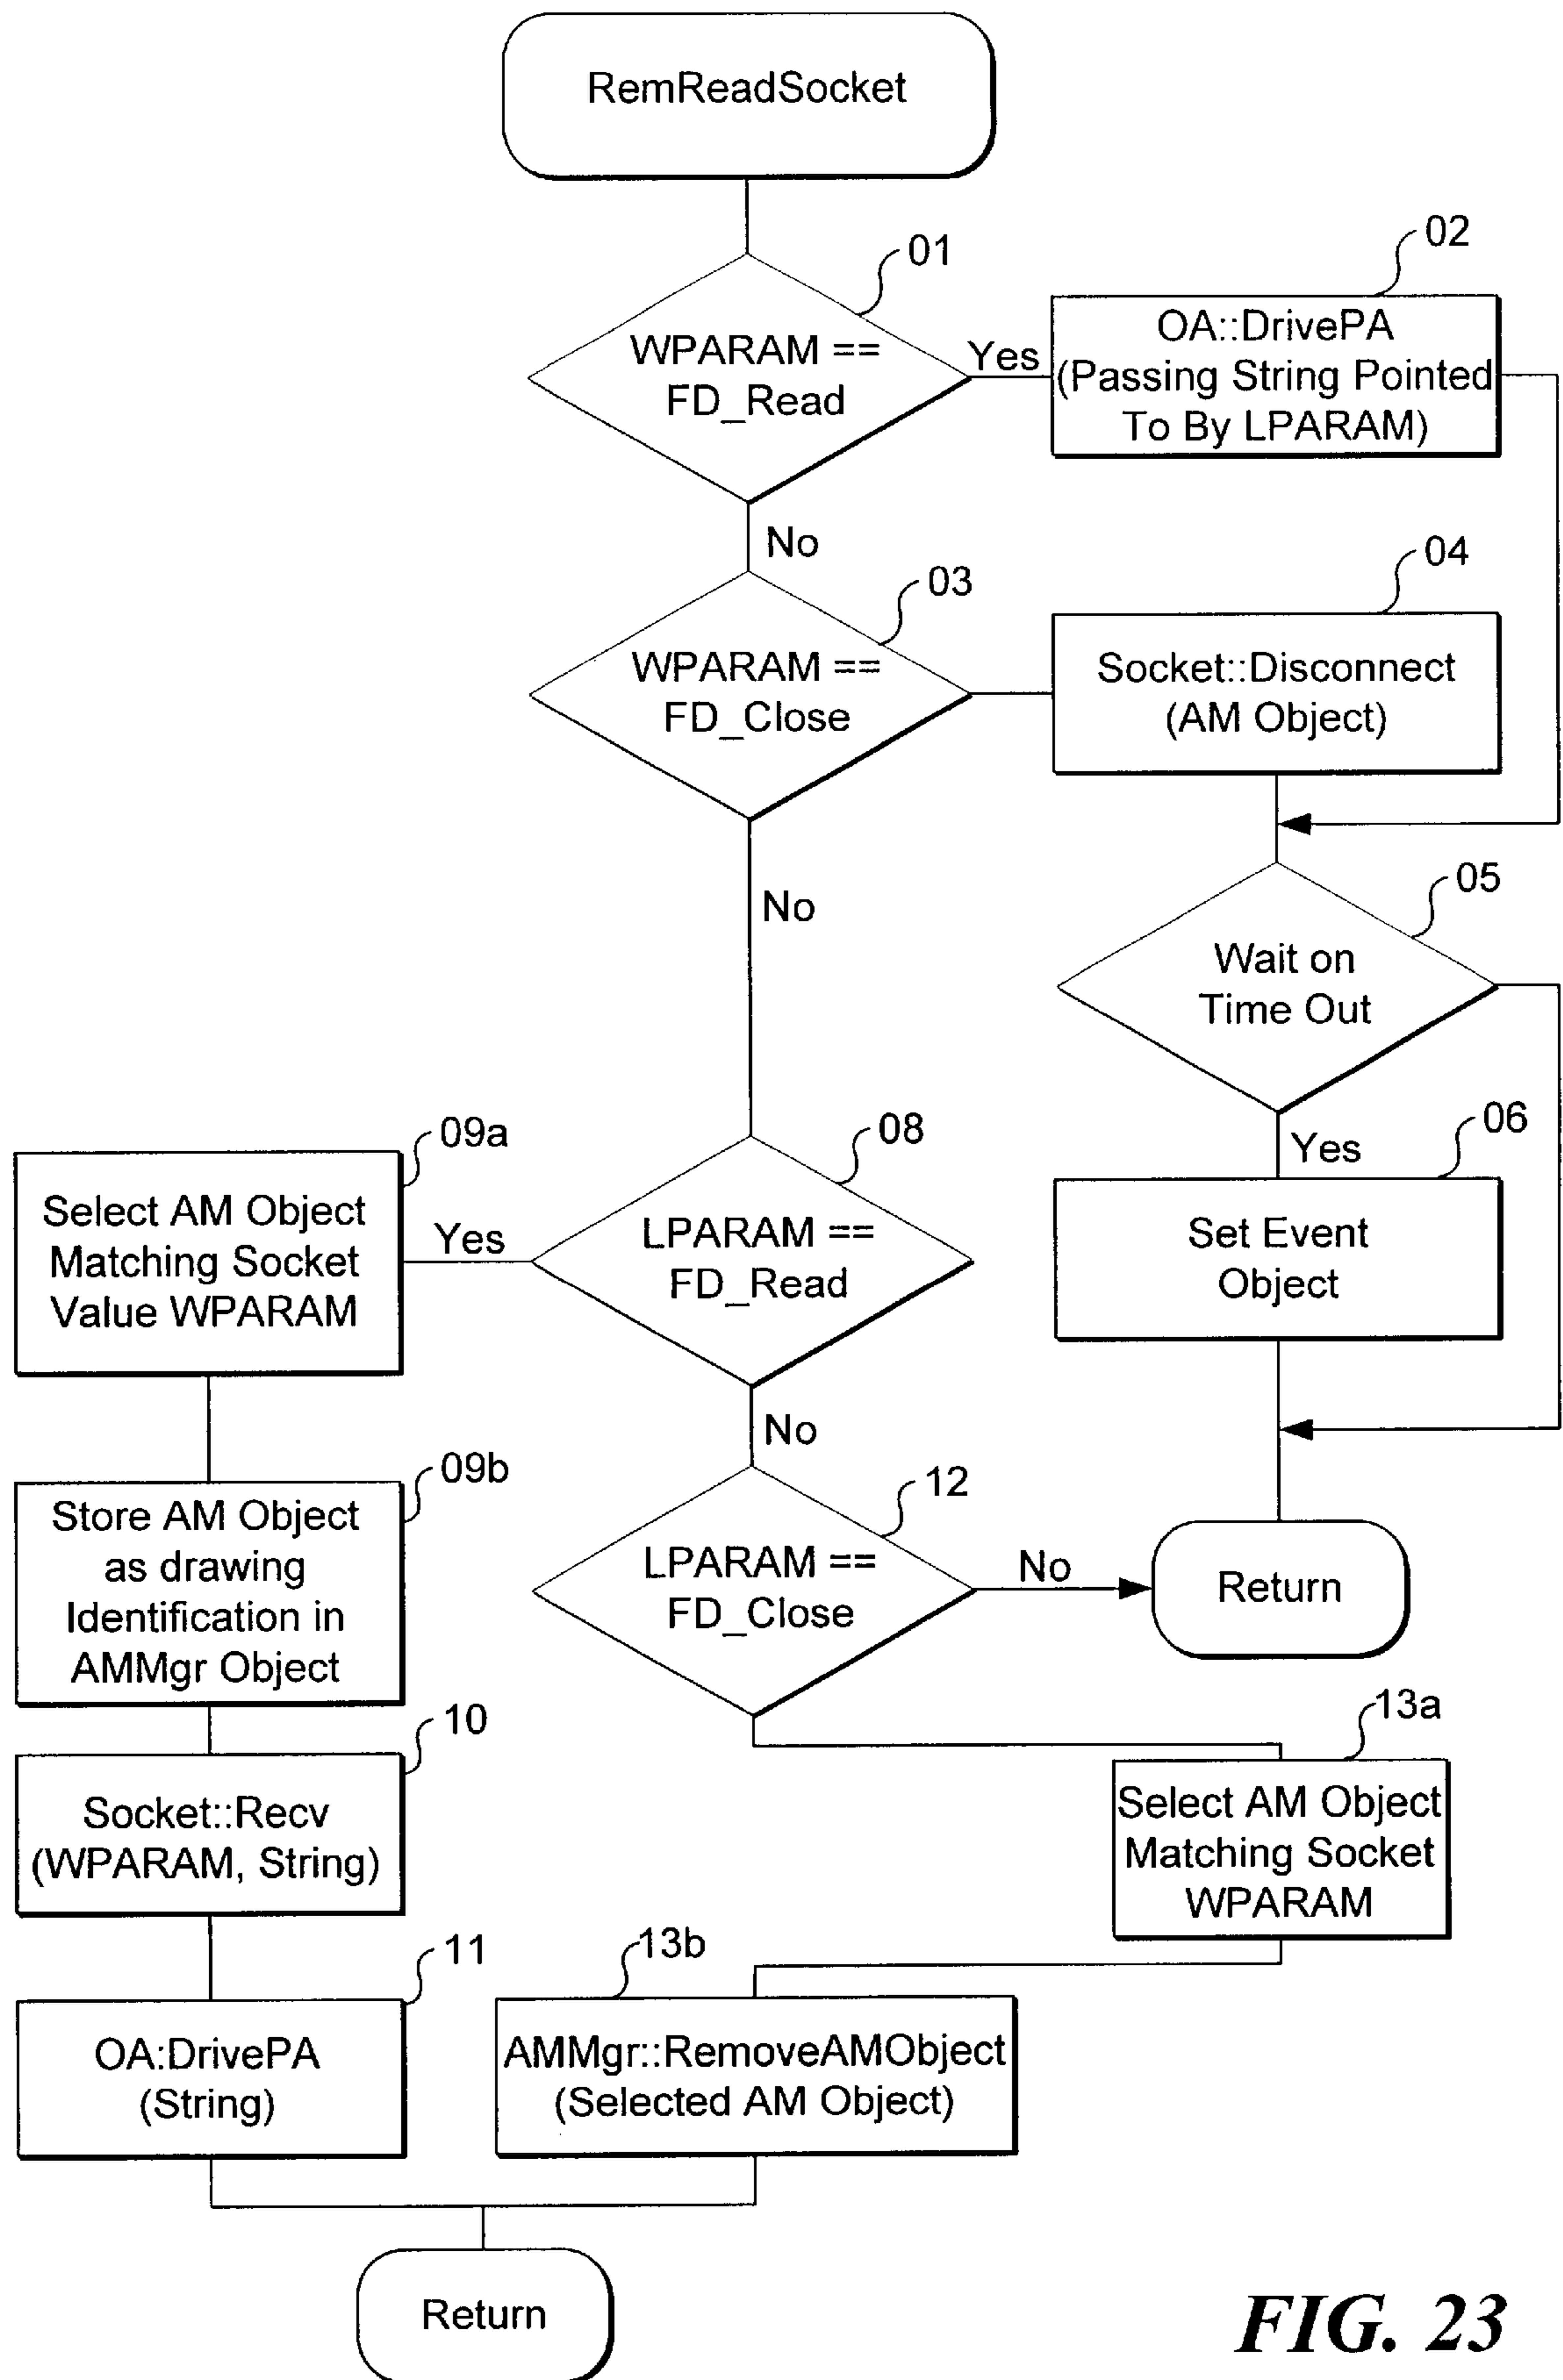 RemReadSocket
01
WPARAM ==
FD_Read
Yes
02
OA::DrivePA
(Passing String Pointed
To By LPARAM)
No
03
WPARAM ==
FD_Close
04
Socket::Disconnect
(AM Object)
No
05
Wait on
Time Out
Yes
06
Set Event
Object
08
LPARAM ==
FD_Read
Yes
09a
Select AM Object
Matching Socket
Value WPARAM
No
09b
Store AM Object
as drawing
Identification in
AMMgr Object
12
LPARAM ==
FD_Close
No
Return
10
Socket::Recv
(WPARAM, String)
13a
Select AM Object
Matching Socket
WPARAM
11
OA:DrivePA
(String)
13b
AMMgr::RemoveAMObject
(Selected AM Object)
Return
FIG. 23